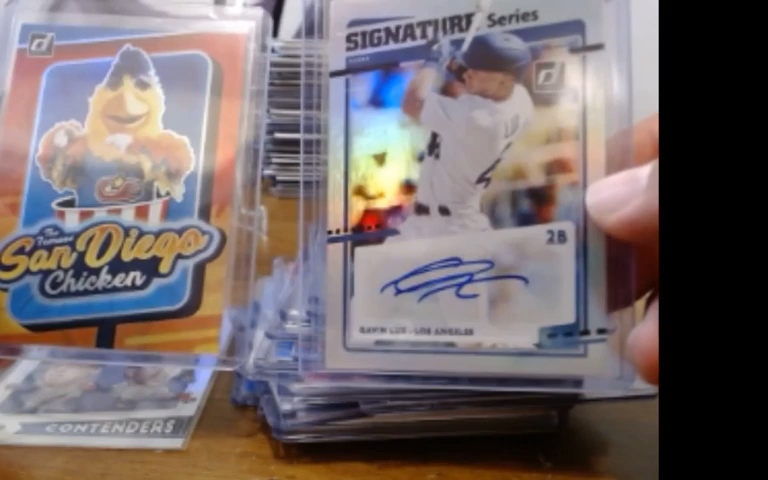 The
Famous
San Diego
Chicken
CONTENDERS
SIGNATURE Series
2B
GAVIN LUX - LOS ANGELES